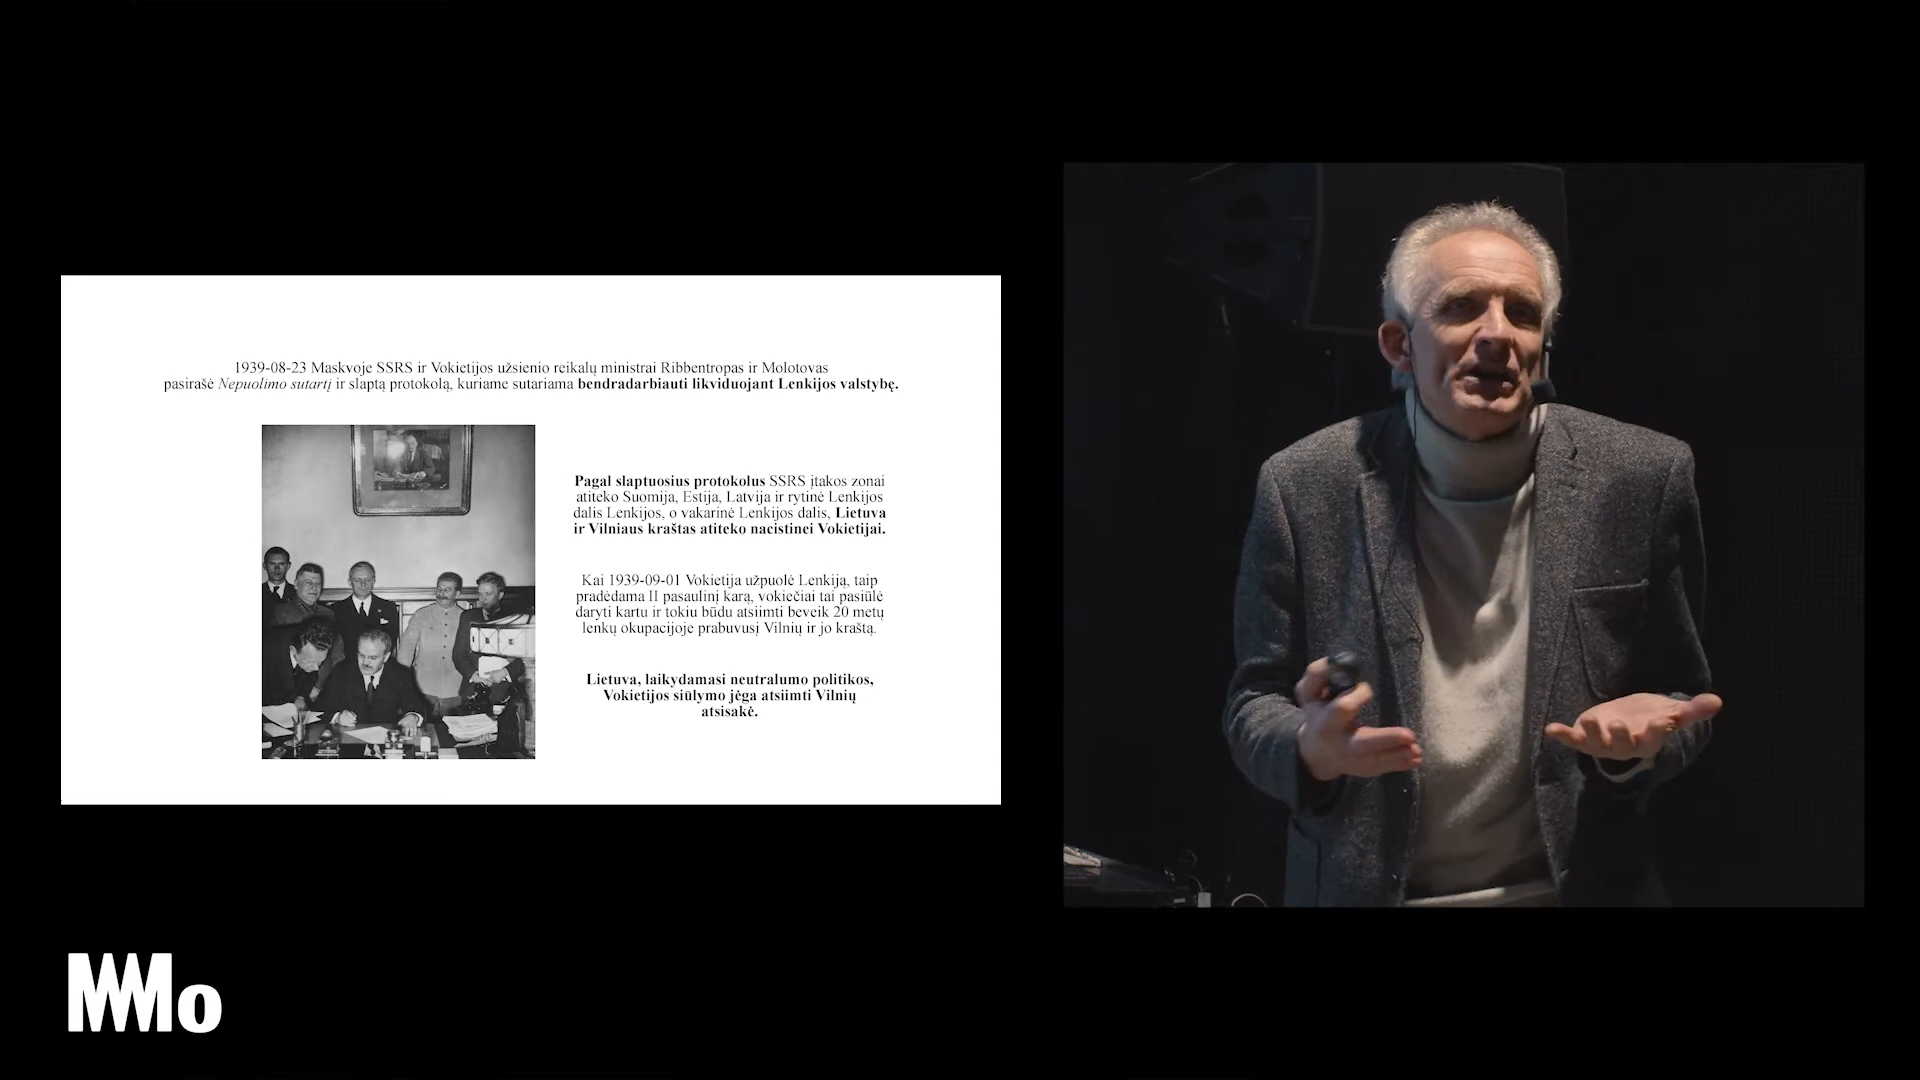 1939-08-23 Maskvoje SSRS ir Vokietijos užsienio reikalų ministrai Ribbentropas ir Molotovas
pasirašė Nepuolimo sutartį ir slaptą protokolą, kuriame sutariama bendradarbiauti likviduojant Lenkijos valstybę.
Pagal slaptuosius protokolus SSRS įtakos zonai
atiteko Suomija, Estija, Latvija ir rytinė Lenkijos
dalis Lenkijos, o vakarinė Lenkijos dalis, Lietuva
ir Vilniaus kraštas atiteko nacistinei Vokietijai.
Kai 1939-09-01 Vokietija užpuolė Lenkiją, taip
pradėdama II pasaulinį karą, vokiečiai tai pasiūlė
daryti kartu ir tokiu būdu atsiimti beveik 20 metų
lenkų okupacijoje prabuvusį Vilnių ir jo kraštą.
Lietuva, laikydamasi neutralumo politikos,
Vokietijos siūlymo jėga atsiimti Vilnių
atsisakė.
MMo